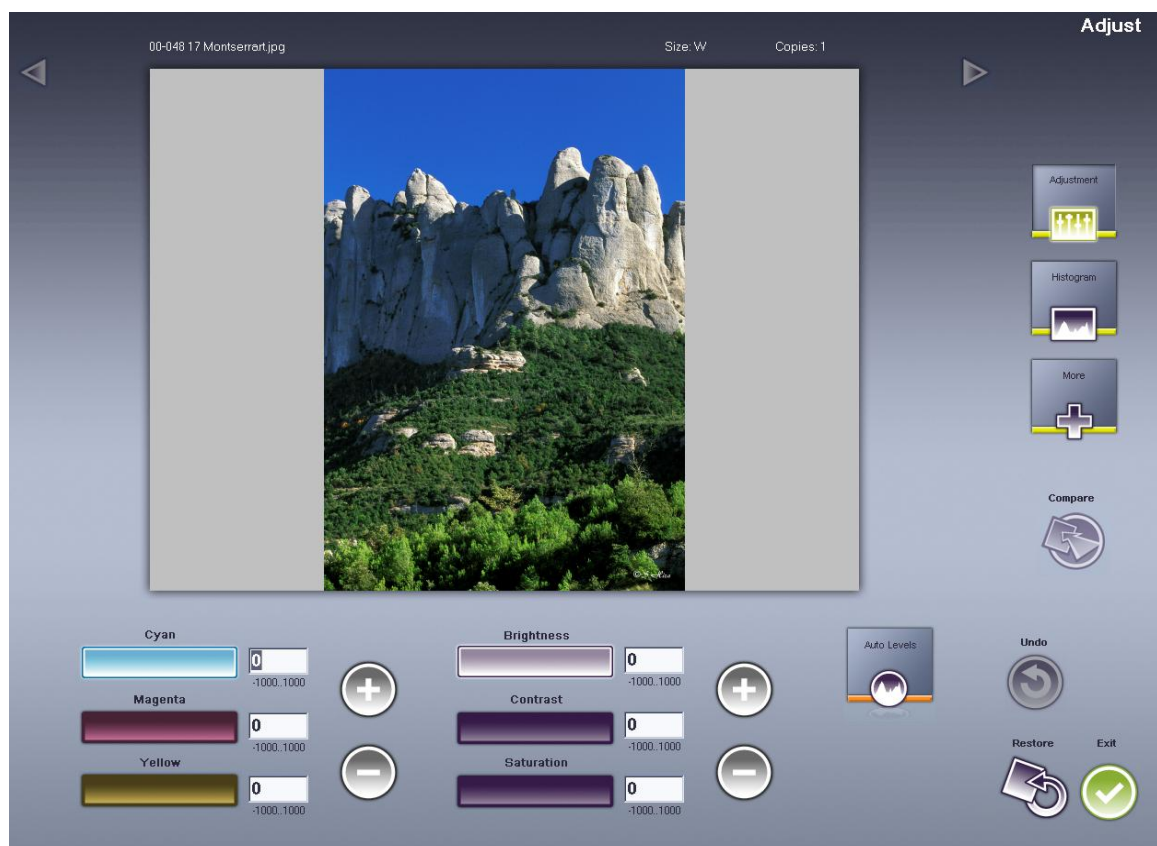 Adjust
00-048 17 Montserrart.jpg Size: W Copies: 1
Adjustment
Histogram
More
Compare
Cyan Brightness
0 0
-1000..1000 -1000..1000
Auto Levels
Undo
Magenta Contrast
0 0
-1000..1000 -1000..1000
Restore Exit
Yellow Saturation
0 0
-1000..1000 -1000..1000